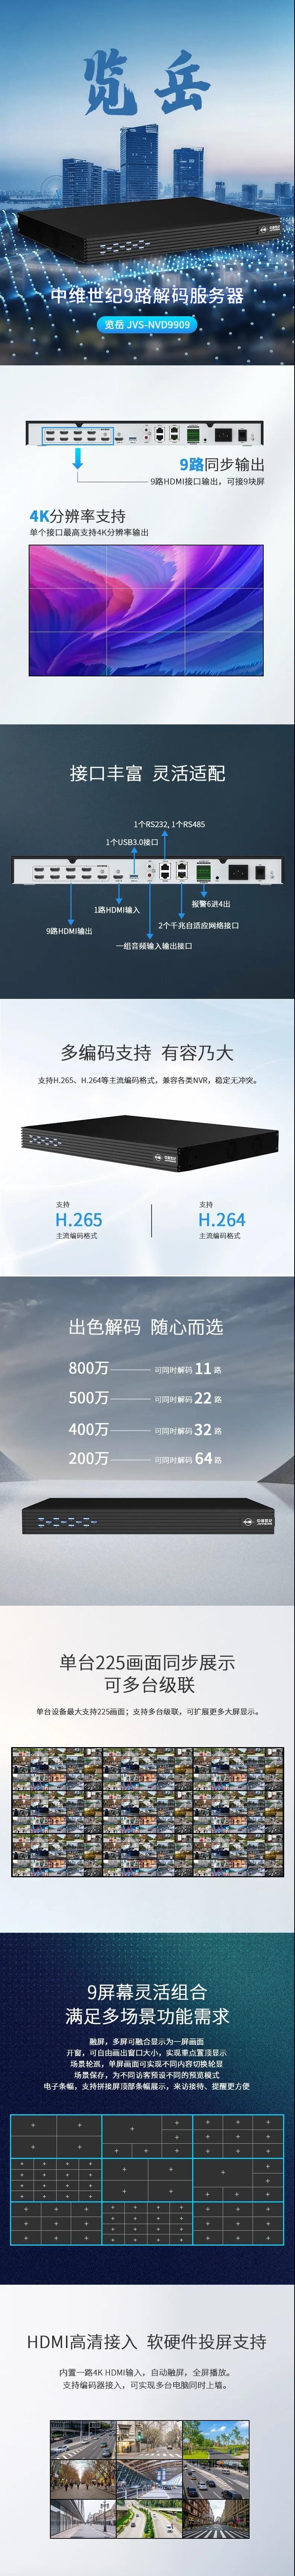 览岳
中维世纪
中维世纪9路解码服务器
览岳 JVS-NVD9909
9路同步输出
9路HDMI接口输出，可接9块屏
4K分辨率支持
单个接口最高支持4K分辨率输出
接口丰富 灵活适配
1个RS232, 1个RS485
1个USB3.0接口
报警6进4出
1路HDMI输入
2个千兆自适应网络接口
9路HDMI输出
一组音频输入输出接口
多编码支持 有容乃大
支持H.265、H.264等主流编码格式，兼容各类NVR，稳定无冲突。
支持
H.265
主流编码格式
支持
H.264
主流编码格式
出色解码 随心而选
800万 可同时解码 11 路
500万 可同时解码 22 路
400万 可同时解码 32 路
200万 可同时解码 64 路
中维世纪
单台225画面同步展示
可多台级联
单台设备最大支持225画面；支持多台级联，可扩展更多大屏显示。
9屏幕灵活组合
满足多场景功能需求
融屏，多屏可融合显示为一屏画面
开窗，可自由画出窗口大小，实现重点置顶显示
场景轮巡，单屏画面可实现不同内容切换轮显
场景保存，为不同访客预设不同的预览模式
电子条幅，支持拼接屏顶部条幅展示，来访接待、提醒更方便
HDMI高清接入 软硬件投屏支持
内置一路4K HDMI输入，自动融屏，全屏播放。
支持编码器接入，可实现多台电脑同时上墙。